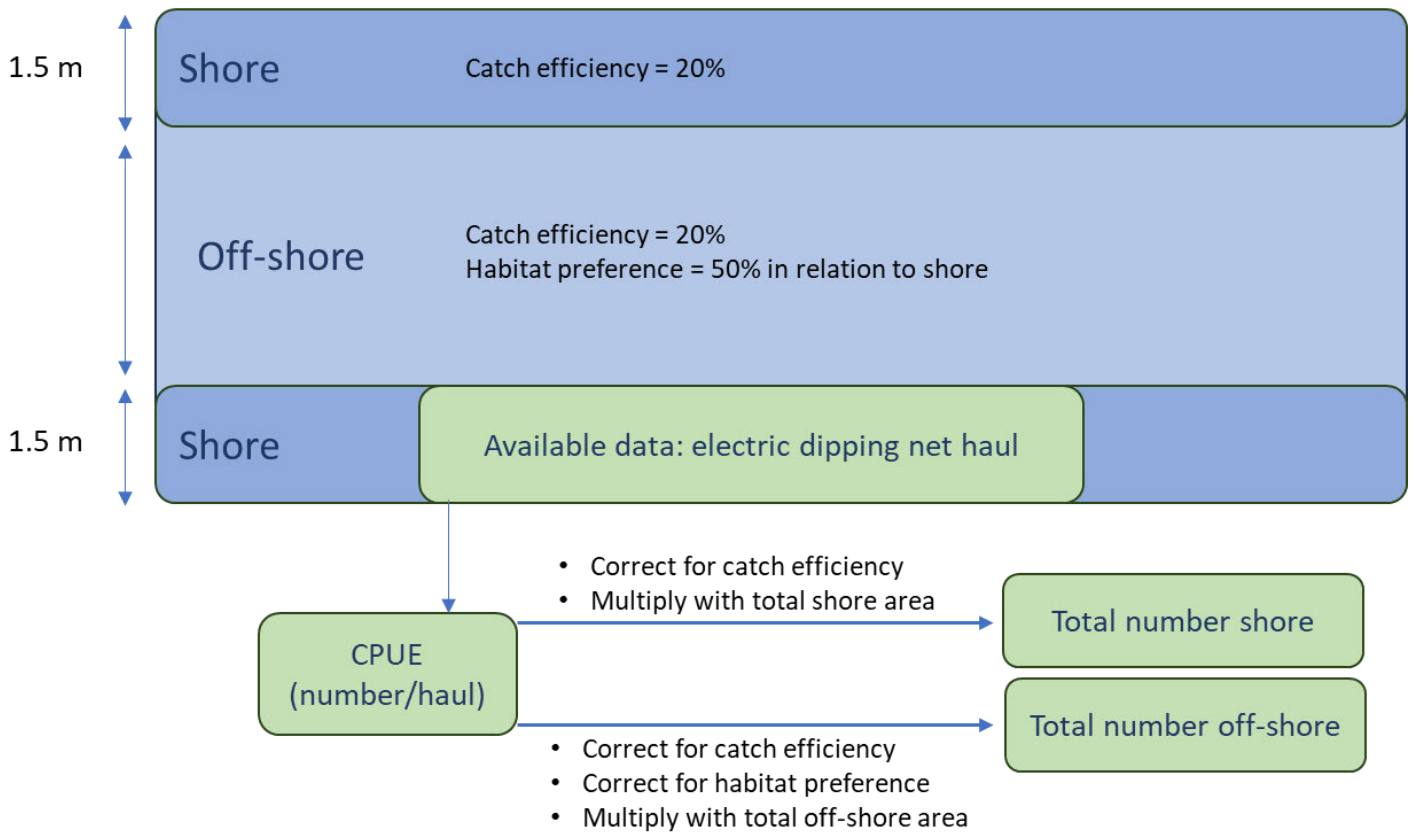 1.5 m
Shore
Catch efficiency = 20%
Off-shore
Catch efficiency = 20%
Habitat preference = 50% in relation to shore
1.5 m
Shore
Available data: electric dipping net haul
• Correct for catch efficiency
• Multiply with total shore area
CPUE
(number/haul)
Total number shore
Total number off-shore
• Correct for catch efficiency
• Correct for habitat preference
• Multiply with total off-shore area